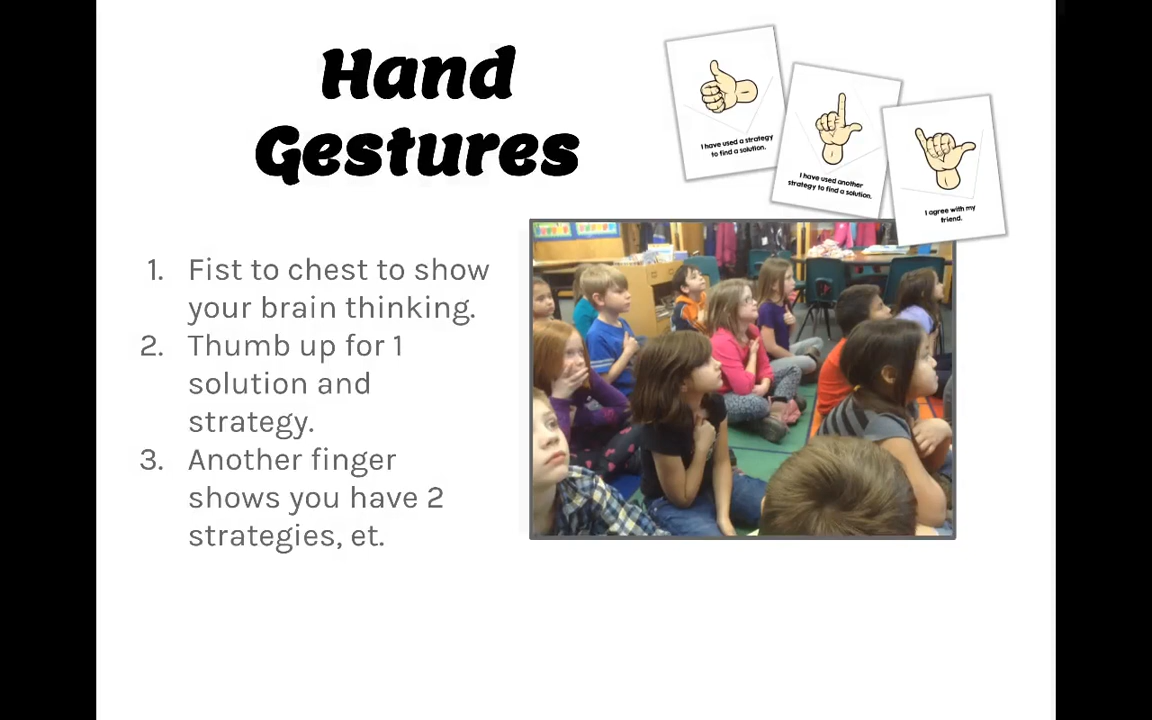 Hand
Gestures
I have used a strategy
to find a solution.
I have used another
strategy to find a solution.
I agree with my
friend.
1. Fist to chest to show
your brain thinking.
2. Thumb up for 1
solution and
strategy.
3. Another finger
shows you have 2
strategies, et.